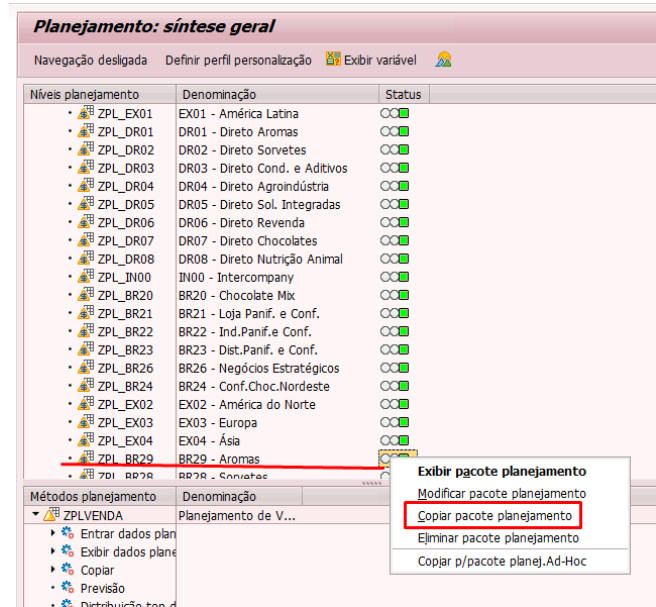 Planejamento: síntese geral
Navegação desligada Definir perfil personalização Exibir variável
Níveis planejamento Denominação Status
ZPL_EX01 EX01 - América Latina
ZPL_DR01 DR01 - Direto Aromas
ZPL_DR02 DR02 - Direto Sorvetes
ZPL_DR03 DR03 - Direto Cond. e Aditivos
ZPL_DR04 DR04 - Direto Agroindústria
ZPL_DR05 DR05 - Direto Sol. Integradas
ZPL_DR06 DR06 - Direto Revenda
ZPL_DR07 DR07 - Direto Chocolates
ZPL_DR08 DR08 - Direto Nutrição Animal
ZPL_IN00 IN00 - Intercompany
ZPL_BR20 BR20 - Chocolate Mix
ZPL_BR21 BR21 - Loja Panif. e Conf.
ZPL_BR22 BR22 - Ind.Panif.e Conf.
ZPL_BR23 BR23 - Dist.Panif. e Conf.
ZPL_BR26 BR26 - Negócios Estratégicos
ZPL_BR24 BR24 - Conf.Choc.Nordeste
ZPL_EX02 EX02 - América do Norte
ZPL_EX03 EX03 - Europa
ZPL_EX04 EX04 - Ásia
ZPL_BR29 BR29 - Aromas
ZPL_BR28 BR28 - Sorvetes
Exibir pacote planejamento
Modificar pacote planejamento
Copiar pacote planejamento
Eliminar pacote planejamento
Copiar p/pacote planej.Ad-Hoc
Métodos planejamento Denominação
ZPLVENDA Planejamento de V...
Entrar dados plan
Exibir dados plane
Copiar
Previsão
Distribuição top d